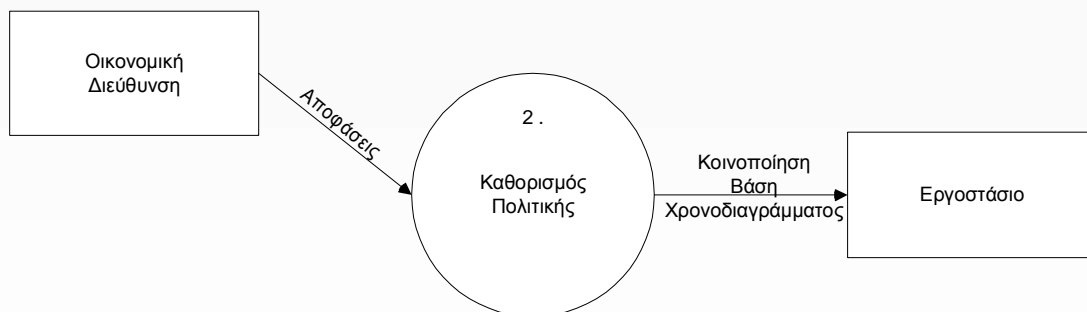 Οικονομική
Διεύθυνση
Αποφάσεις
2 .
Καθορισμός
Πολιτικής
Κοινοποίηση
Βάση
Χρονοδιαγράμματος
Εργοστάσιο